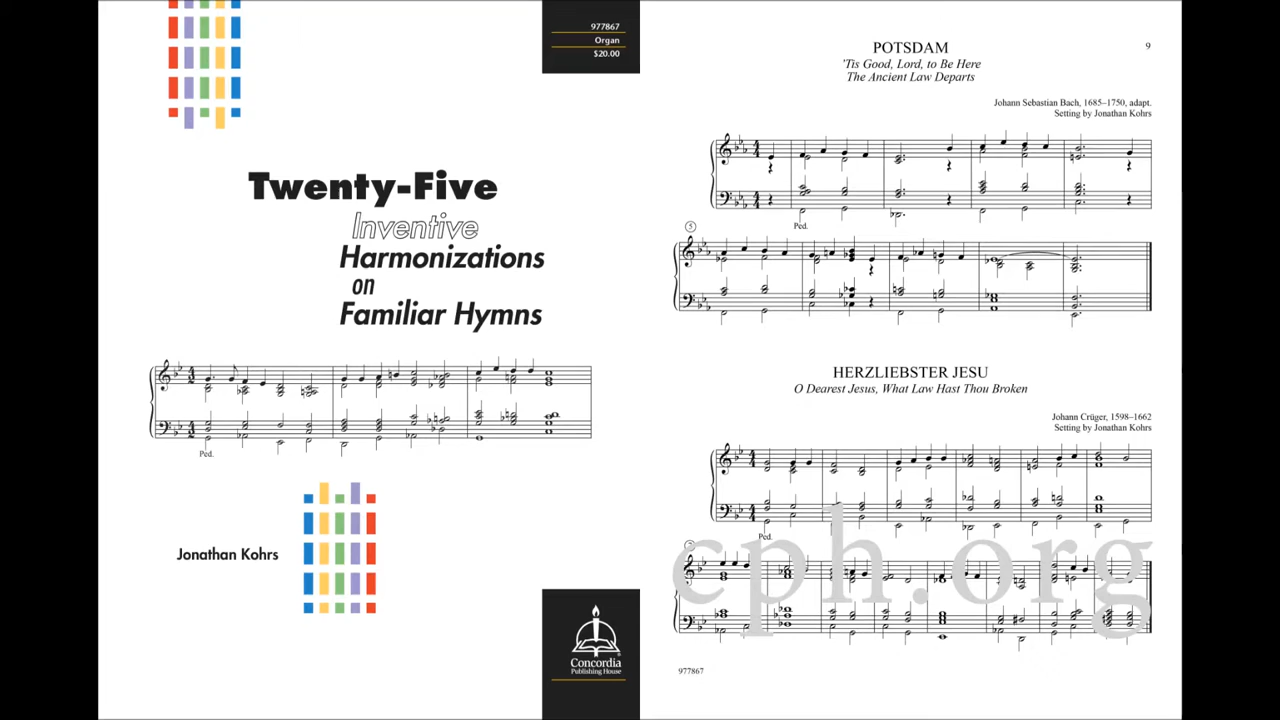 977867
Organ
$20.00
Twenty-Five
Inventive
Harmonizations
on
Familiar Hymns
Ped.
Jonathan Kohrs
Concordia
Publishing House
POTSDAM
9
'Tis Good, Lord, to Be Here
The Ancient Law Departs
Johann Sebastian Bach, 1685–1750, adapt.
Setting by Jonathan Kohrs
Ped.
5
HERZLIEBSTER JESU
O Dearest Jesus, What Law Hast Thou Broken
Johann Crüger, 1598–1662
Setting by Jonathan Kohrs
Ped.
cph.org
977867